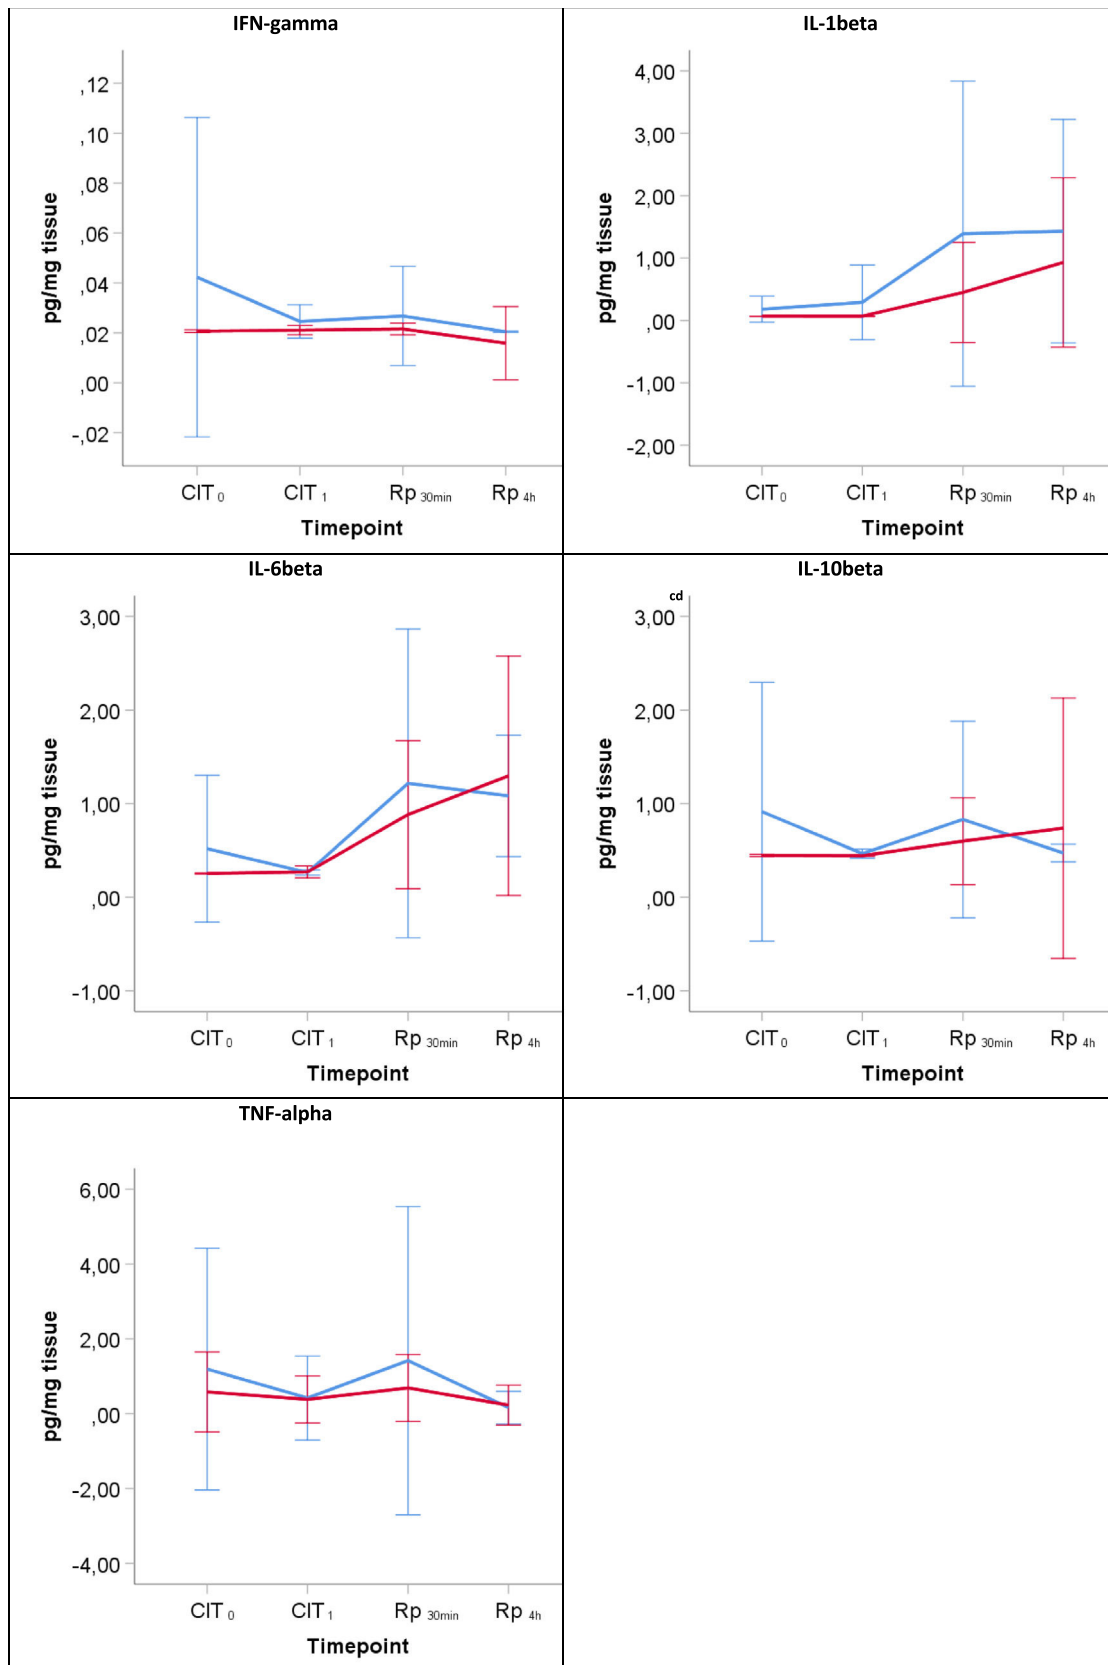 IFN-gamma
,12
,10
,08
,06
,04
,02
,00
-,02
pg/mg tissue
CIT 0 CIT 1 Rp 30min Rp 4h
Timepoint
IL-1beta
4,00
3,00
2,00
1,00
,00
-1,00
-2,00
pg/mg tissue
CIT 0 CIT 1 Rp 30min Rp 4h
Timepoint
IL-6beta
3,00
2,00
1,00
,00
-1,00
pg/mg tissue
CIT 0 CIT 1 Rp 30min Rp 4h
Timepoint
IL-10beta
cd
3,00
2,00
1,00
,00
-1,00
pg/mg tissue
CIT 0 CIT 1 Rp 30min Rp 4h
Timepoint
TNF-alpha
6,00
4,00
2,00
,00
-2,00
-4,00
pg/mg tissue
CIT 0 CIT 1 Rp 30min Rp 4h
Timepoint